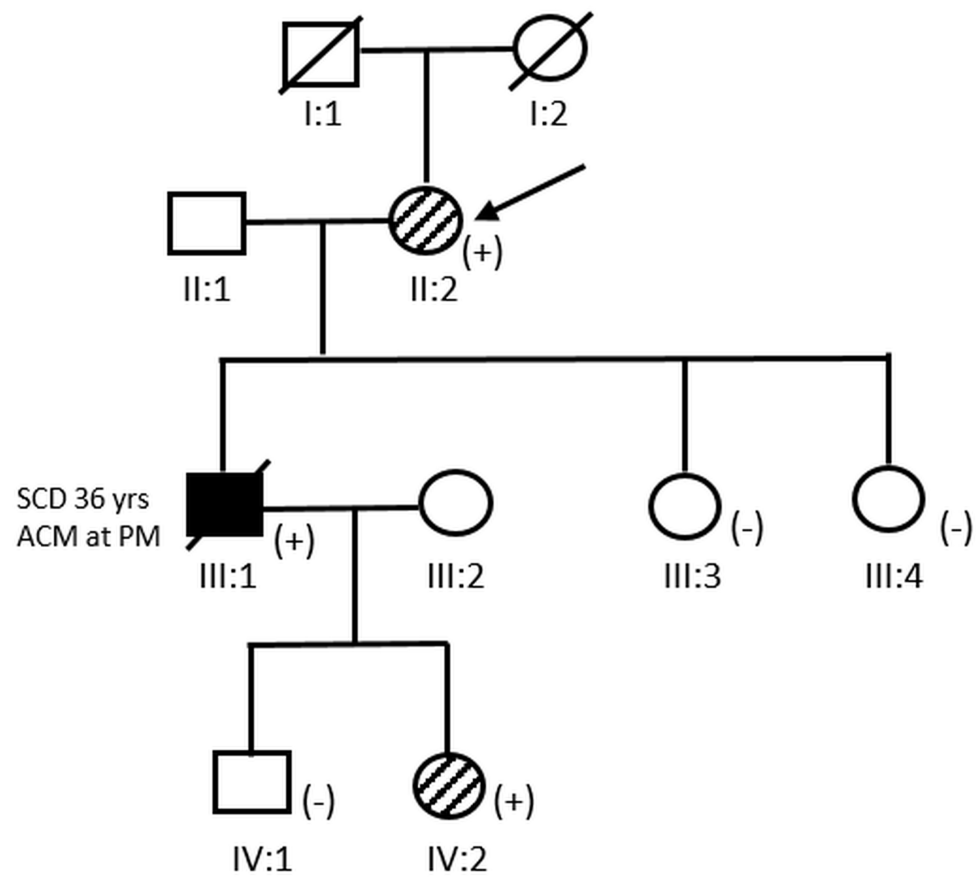 I:1
I:2
(+)
II:1
II:2
SCD 36 yrs
ACM at PM
(+)
(-)
(-)
III:1
III:2
III:3
III:4
(-)
(+)
IV:1
IV:2